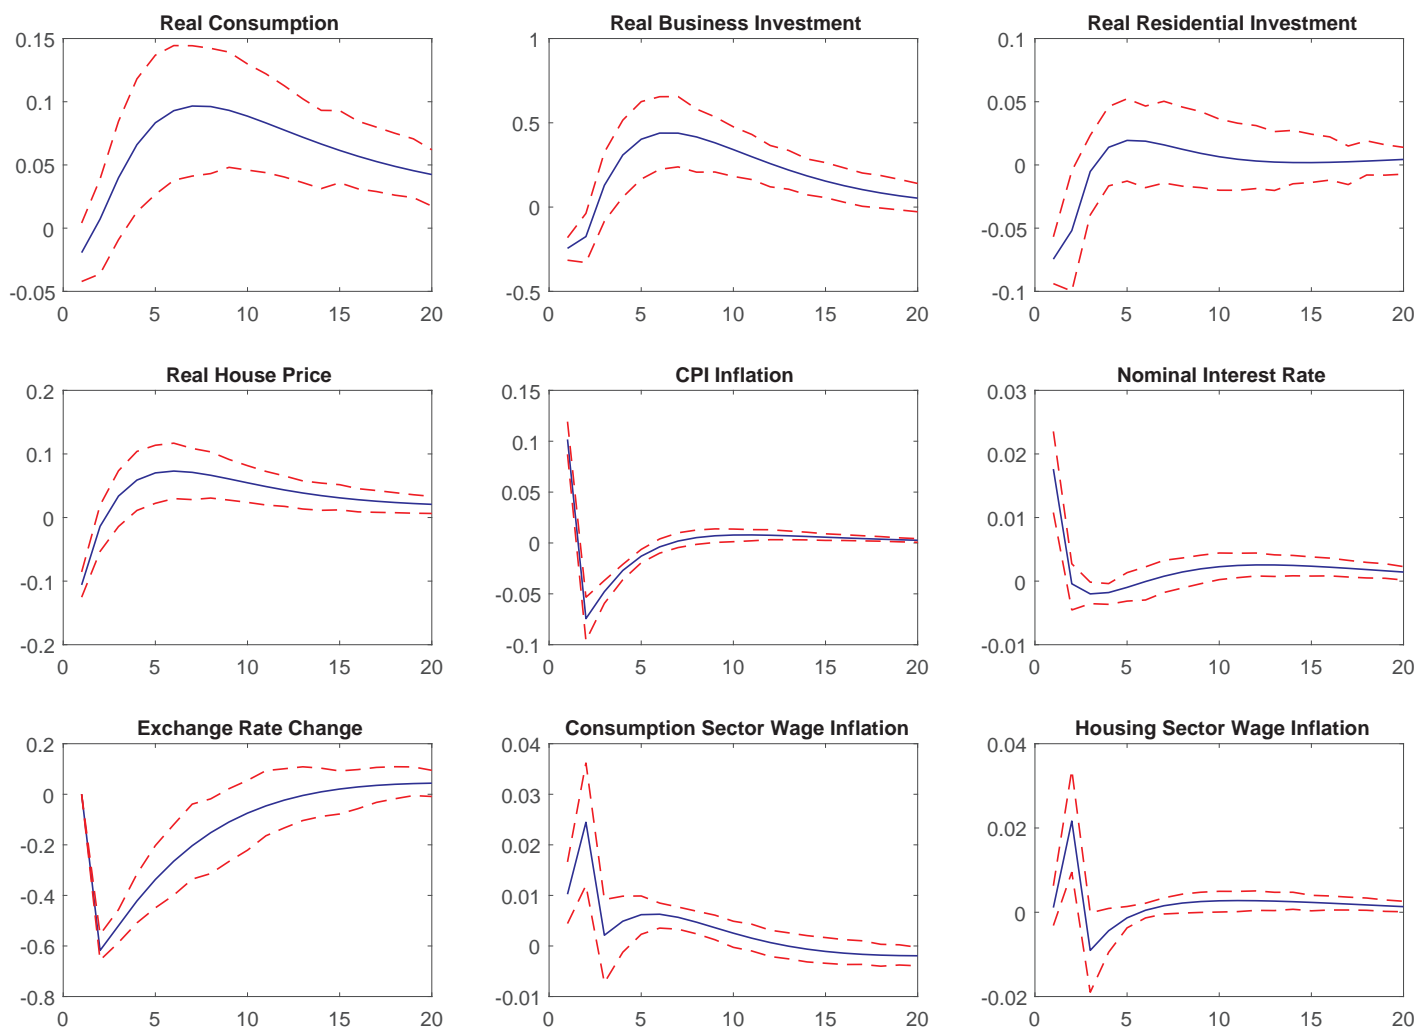 Real Consumption
0.15
0.1
0.05
0
-0.05
0 5 10 15 20
Real Business Investment
1
0.5
0
-0.5
0 5 10 15 20
Real Residential Investment
0.1
0.05
0
-0.05
-0.1
0 5 10 15 20
Real House Price
0.2
0.1
0
-0.1
-0.2
0 5 10 15 20
CPI Inflation
0.15
0.1
0.05
0
-0.05
-0.1
0 5 10 15 20
Nominal Interest Rate
0.03
0.02
0.01
0
-0.01
0 5 10 15 20
Exchange Rate Change
0.2
0
-0.2
-0.4
-0.6
-0.8
0 5 10 15 20
Consumption Sector Wage Inflation
0.04
0.03
0.02
0.01
0
-0.01
0 5 10 15 20
Housing Sector Wage Inflation
0.04
0.02
0
-0.02
0 5 10 15 20